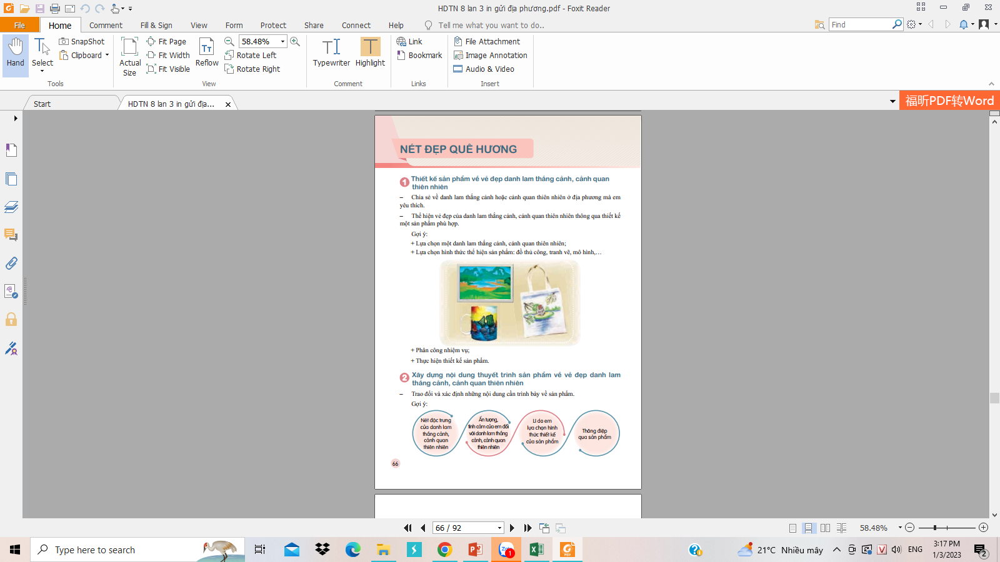 HDTN 8 lan 3 in gửi địa phương.pdf - Foxit Reader
File Home Comment Fill & Sign View Form Protect Share Connect Help Tell me what you want to do.. Find
Hand
Select
SnapShot
Clipboard
Tools
Actual Size
Fit Page
Fit Width
Fit Visible
Reflow
58.48%
Rotate Left
Rotate Right
View
Typewriter
Highlight
Comment
Link
Bookmark
Links
File Attachment
Image Annotation
Audio & Video
Insert
Start
HDTN 8 lan 3 in gửi địa...
福昕PDF转Word
NÉT ĐẸP QUÊ HƯƠNG
1 Thiết kế sản phẩm về vẻ đẹp danh lam thắng cảnh, cảnh quan
thiên nhiên
– Chia sẻ về danh lam thắng cảnh hoặc cảnh quan thiên nhiên ở địa phương mà em
yêu thích.
– Thể hiện vẻ đẹp của danh lam thắng cảnh, cảnh quan thiên nhiên thông qua thiết kế
một sản phẩm phù hợp.
Gợi ý:
+ Lựa chọn một danh lam thắng cảnh, cảnh quan thiên nhiên;
+ Lựa chọn hình thức thể hiện sản phẩm: đồ thủ công, tranh vẽ, mô hình,…
+ Phân công nhiệm vụ;
+ Thực hiện thiết kế sản phẩm.
2 Xây dựng nội dung thuyết trình sản phẩm về vẻ đẹp danh lam
thắng cảnh, cảnh quan thiên nhiên
– Trao đổi và xác định những nội dung cần trình bày về sản phẩm.
Gợi ý:
Nét đặc trưng
của danh lam
thắng cảnh,
cảnh quan
thiên nhiên
Ấn tượng,
tình cảm của em đối
với danh lam thắng
cảnh, cảnh quan
thiên nhiên
Lí do em
lựa chọn hình
thức thiết kế
của sản phẩm
Thông điệp
qua sản phẩm
66
66 / 92
58.48%
Type here to search
21°C Nhiều mây
ENG
3:17 PM
1/3/2023